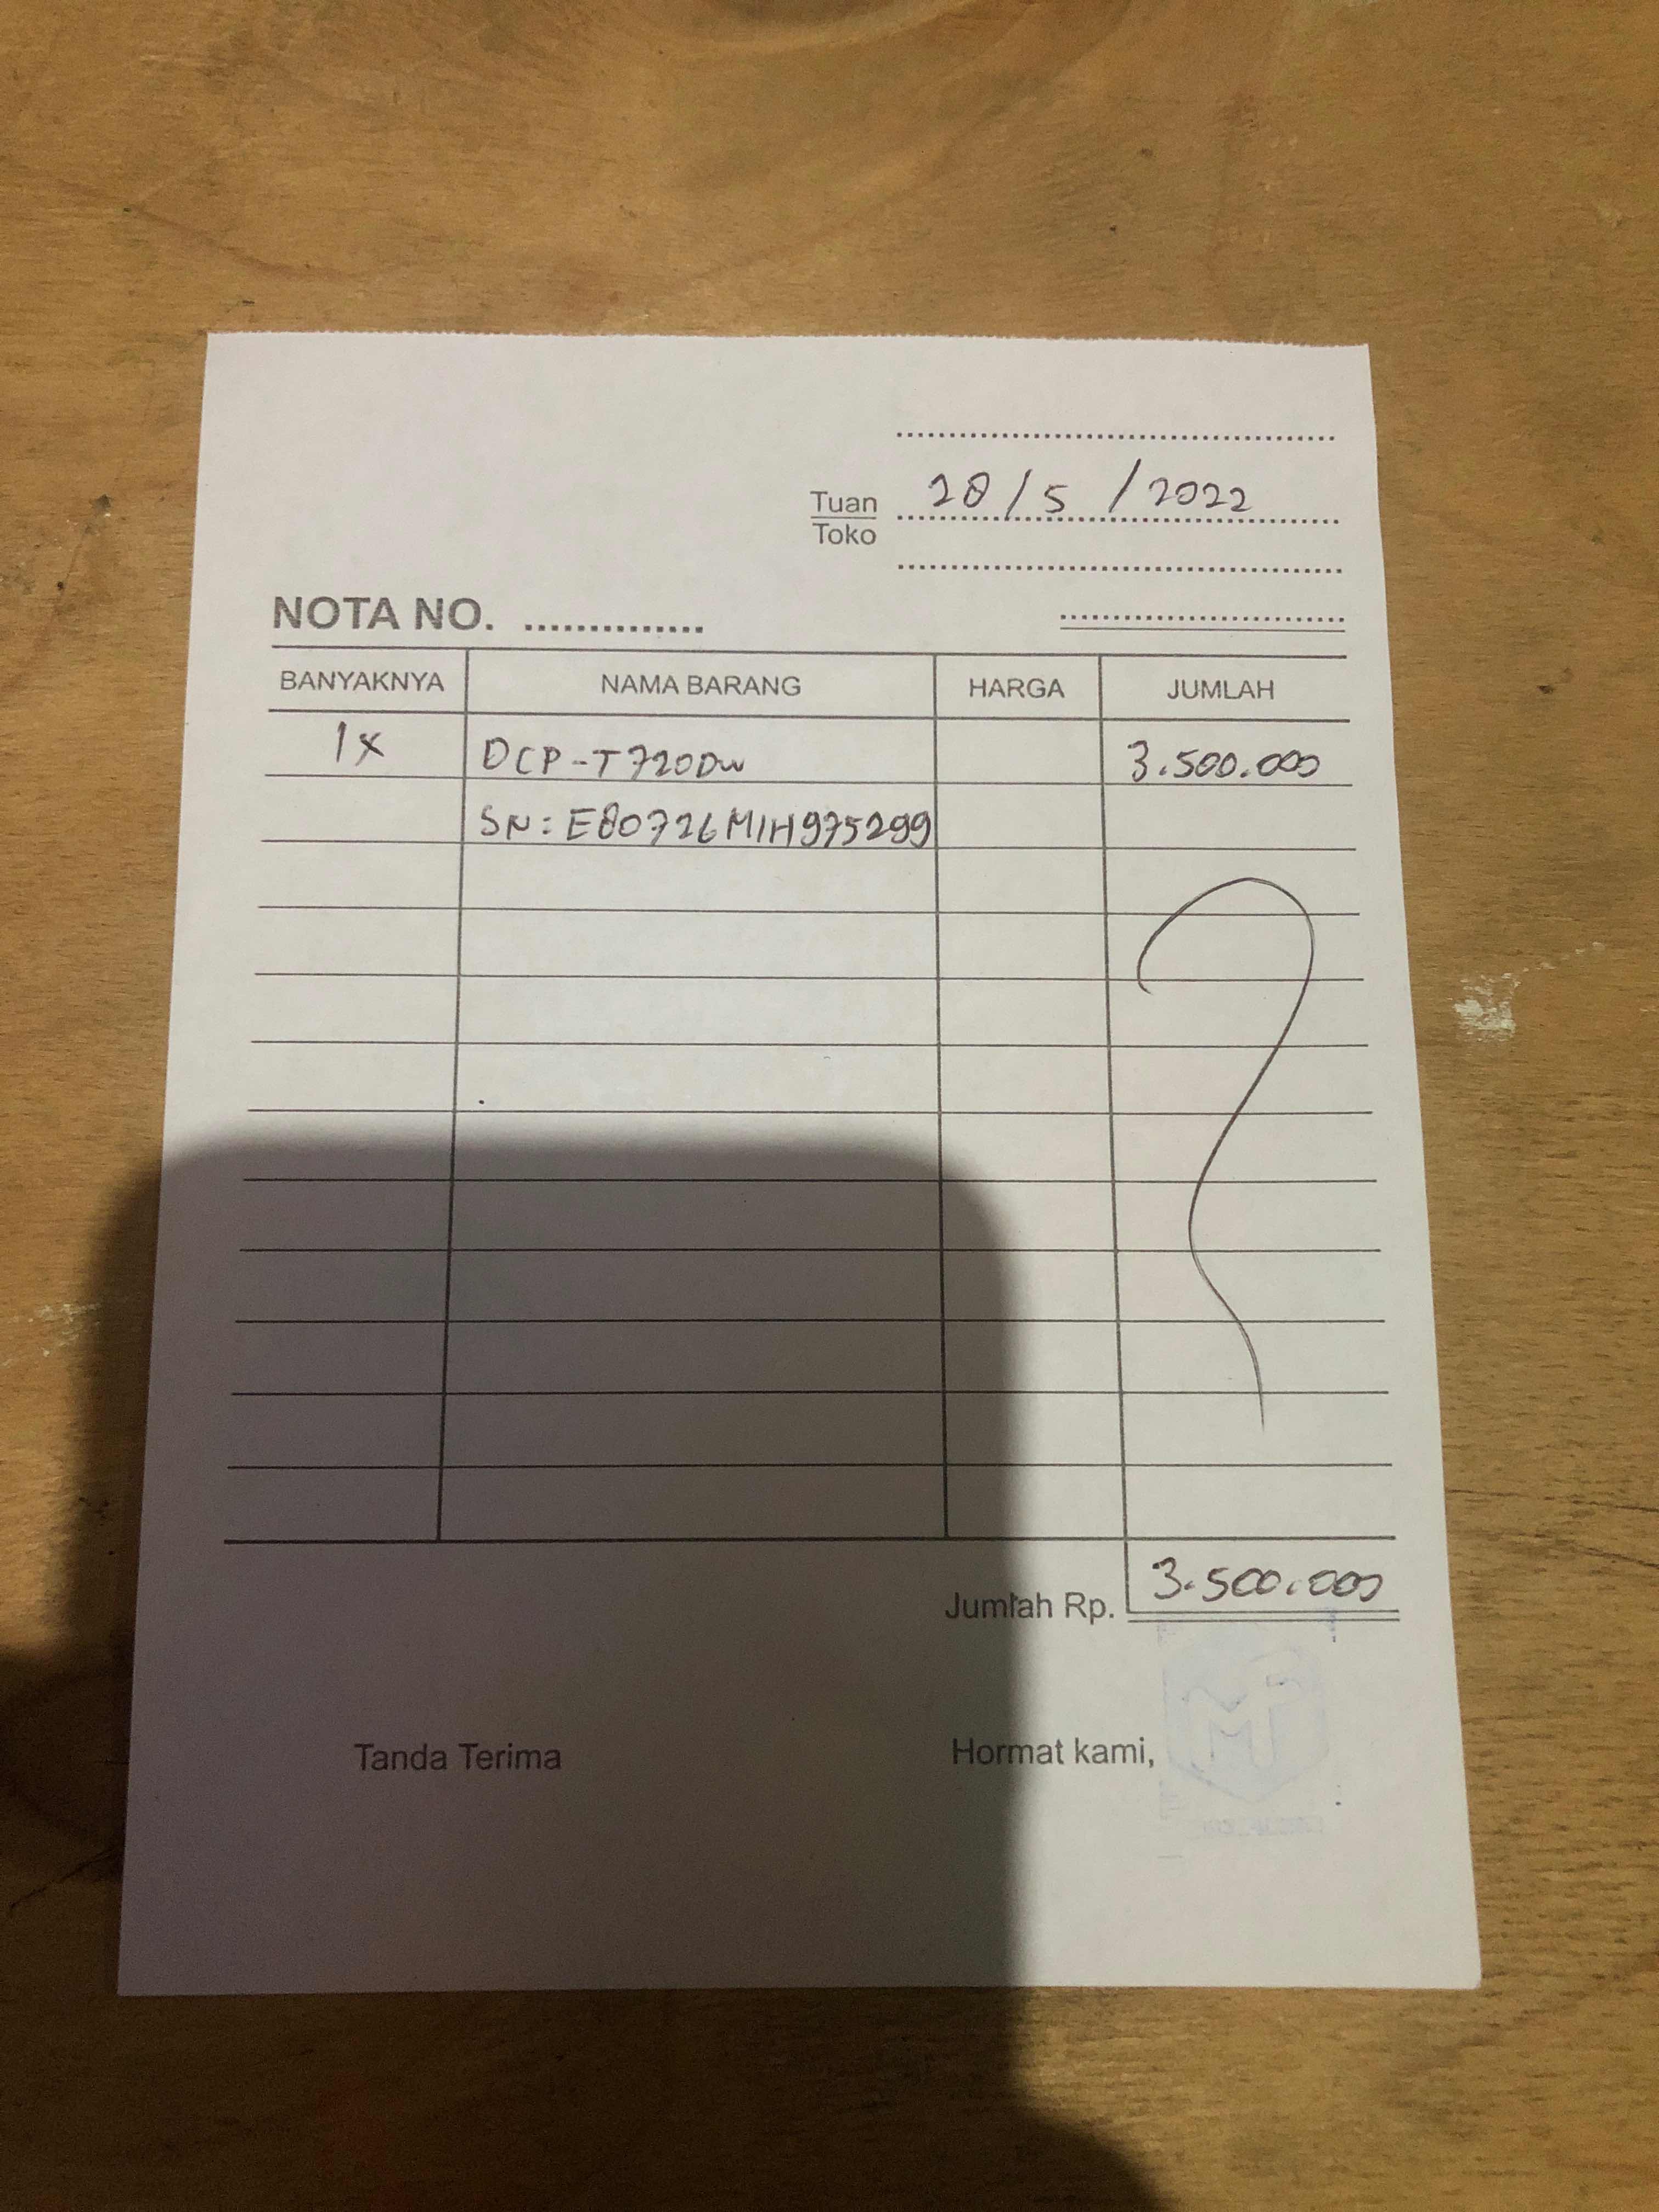 Tuan 28/5/2022
Toko
NOTA NO. ..............
BANYAKNYA NAMA BARANG HARGA JUMLAH
1x DCP-T720DW 3.500.000
SN: E80726M1H975299
Jumlah Rp. 3.500.000
Tanda Terima Hormat kami,